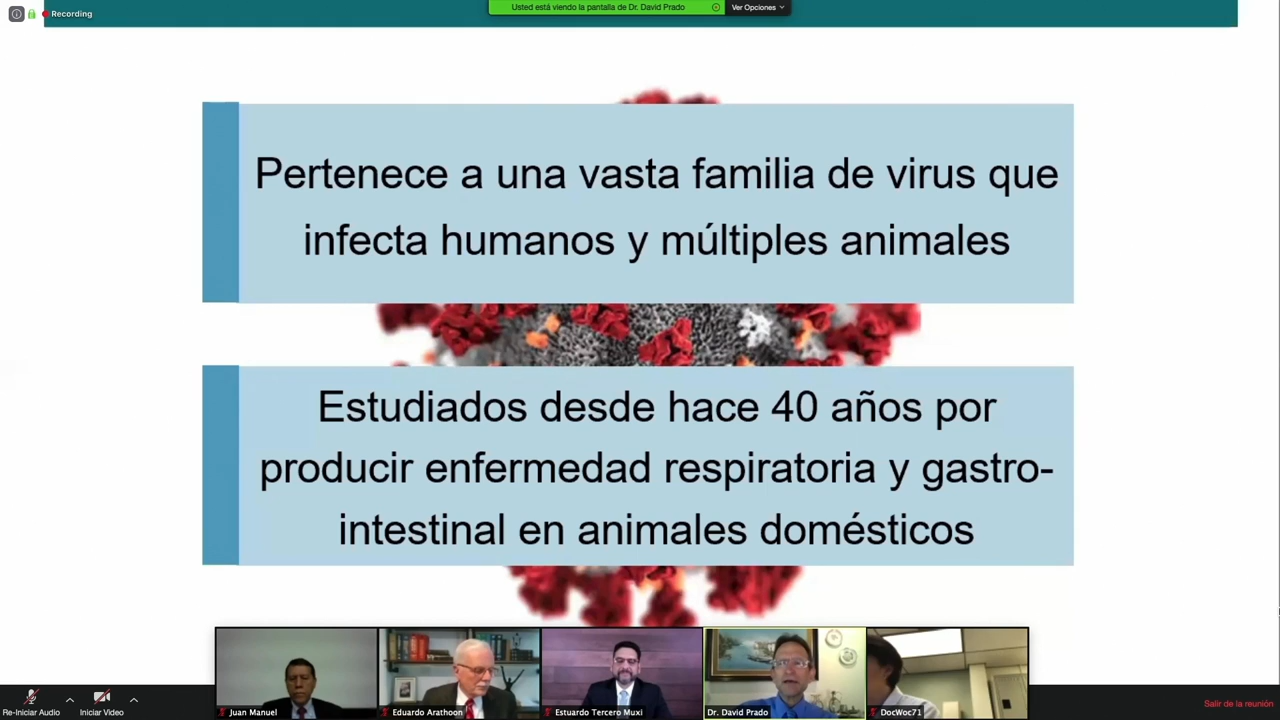 Recording
Usted está viendo la pantalla de Dr. David Prado
Ver Opciones
Pertenece a una vasta familia de virus que
infecta humanos y múltiples animales
Estudiados desde hace 40 años por
producir enfermedad respiratoria y gastro-
intestinal en animales domésticos
Juan Manuel
Eduardo Arathoon
Estuardo Tercero Muxi
Dr. David Prado
DocWoc71
Re-Iniciar Audio
Iniciar Video
Salir de la reunión